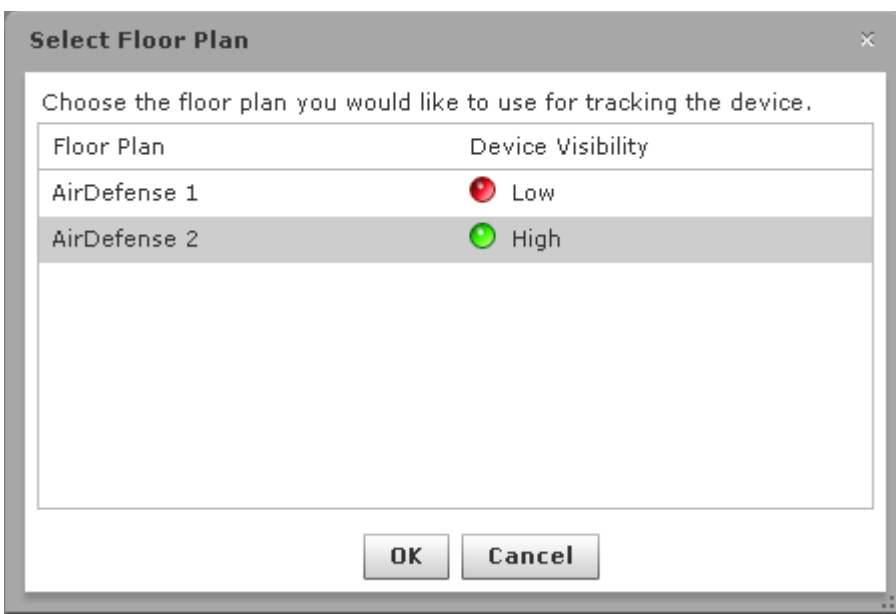 Select Floor Plan
Choose the floor plan you would like to use for tracking the device.
Floor Plan Device Visibility
AirDefense 1 Low
AirDefense 2 High
OK Cancel